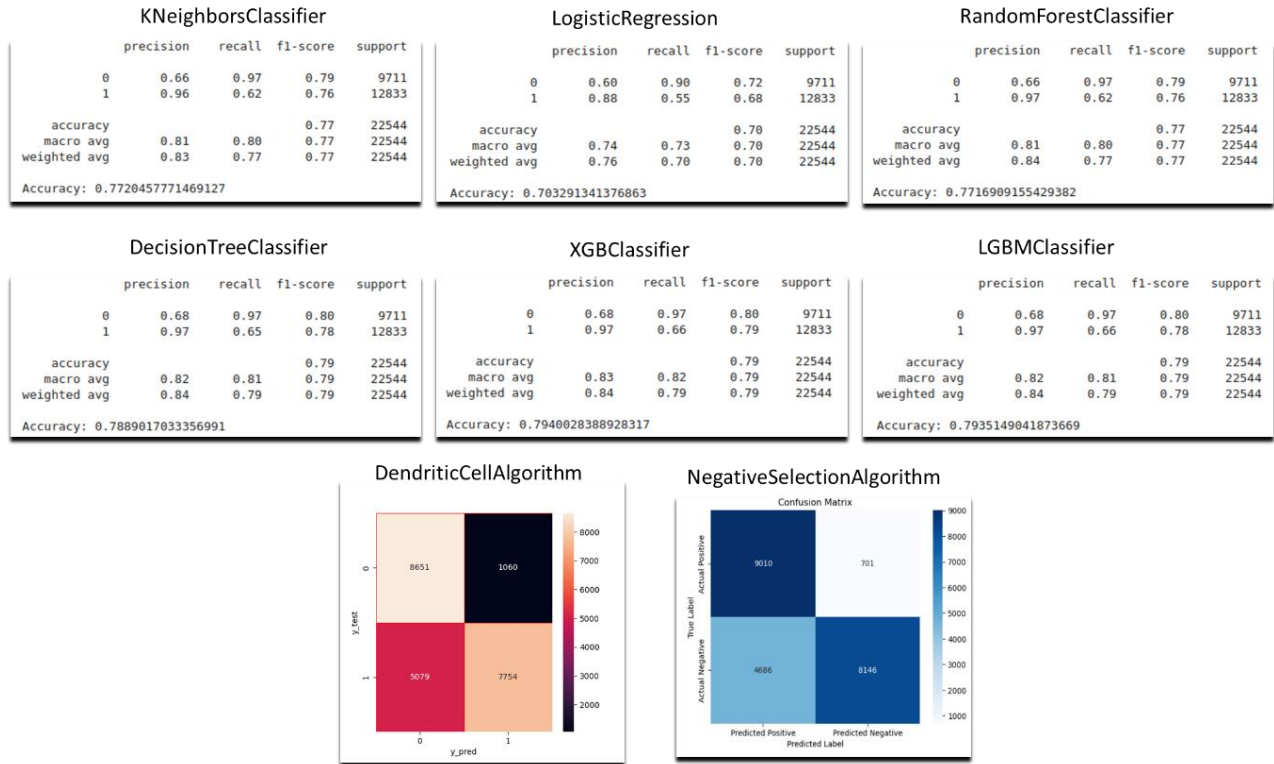 KNeighborsClassifier
precision recall f1-score support
0 0.66 0.97 0.79 9711
1 0.96 0.62 0.76 12833
accuracy 0.77 22544
macro avg 0.81 0.80 0.77 22544
weighted avg 0.83 0.77 0.77 22544
Accuracy: 0.7720457771469127
LogisticRegression
precision recall f1-score support
0 0.60 0.90 0.72 9711
1 0.88 0.55 0.68 12833
accuracy 0.70 22544
macro avg 0.74 0.73 0.70 22544
weighted avg 0.76 0.70 0.70 22544
Accuracy: 0.703291341376863
RandomForestClassifier
precision recall f1-score support
0 0.66 0.97 0.79 9711
1 0.97 0.62 0.76 12833
accuracy 0.77 22544
macro avg 0.81 0.80 0.77 22544
weighted avg 0.84 0.77 0.77 22544
Accuracy: 0.7716909155429382
DecisionTreeClassifier
precision recall f1-score support
0 0.68 0.97 0.80 9711
1 0.97 0.65 0.78 12833
accuracy 0.79 22544
macro avg 0.82 0.81 0.79 22544
weighted avg 0.84 0.79 0.79 22544
Accuracy: 0.7889017033356991
XGBClassifier
precision recall f1-score support
0 0.68 0.97 0.80 9711
1 0.97 0.66 0.79 12833
accuracy 0.79 22544
macro avg 0.83 0.82 0.79 22544
weighted avg 0.84 0.79 0.79 22544
Accuracy: 0.7940028388928317
LGBMClassifier
precision recall f1-score support
0 0.68 0.97 0.80 9711
1 0.97 0.66 0.78 12833
accuracy 0.79 22544
macro avg 0.82 0.81 0.79 22544
weighted avg 0.84 0.79 0.79 22544
Accuracy: 0.7935149041873669
DendriticCellAlgorithm
8651 1060
5079 7754
0
1
y_test
0 1
y_pred
8000
7000
6000
5000
4000
3000
2000
NegativeSelectionAlgorithm
Confusion Matrix
9010 701
4686 8146
Actual Positive
Actual Negative
True Label
Predicted Positive Predicted Negative
Predicted Label
9000
8000
7000
6000
5000
4000
3000
2000
1000